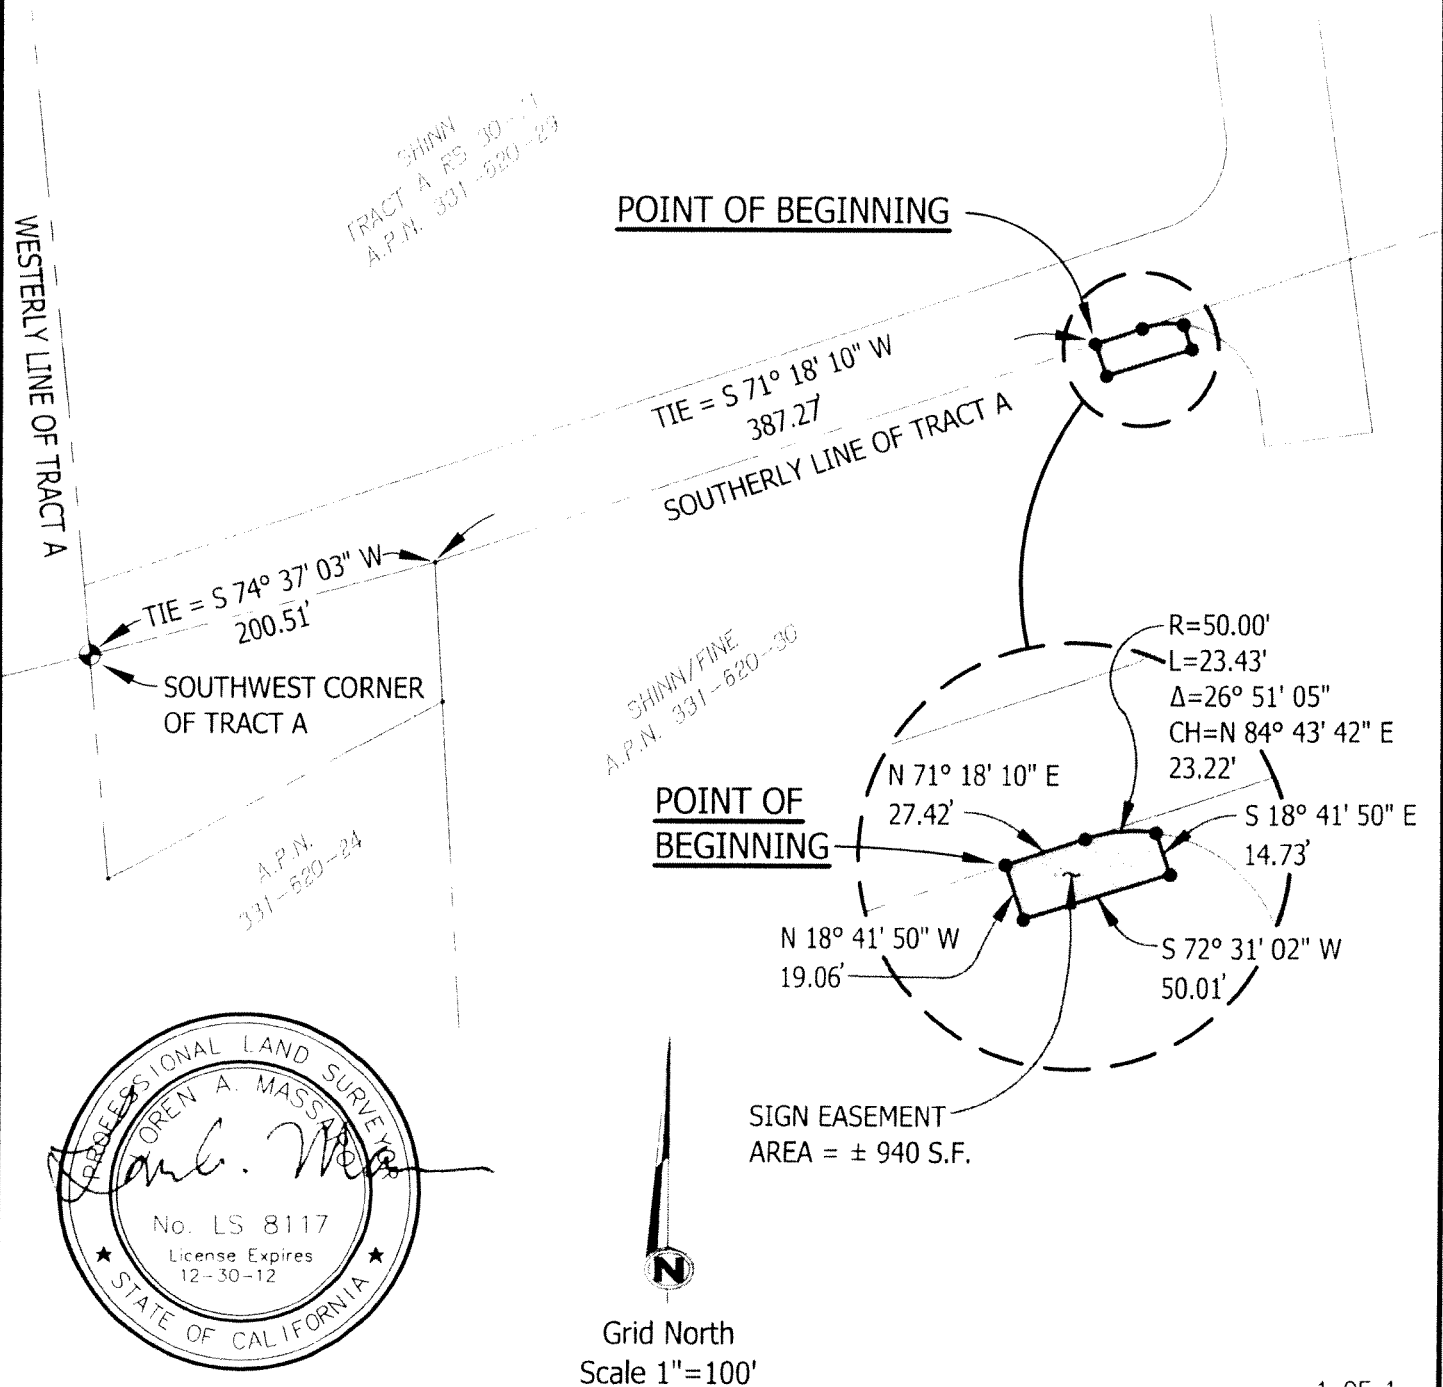 SHINN
TRACT A RS 30-11
A.P.N. 331-620-29
POINT OF BEGINNING
WESTERLY LINE OF TRACT A
TIE = S 71° 18' 10" W
387.27'
SOUTHERLY LINE OF TRACT A
TIE = S 74° 37' 03" W
200.51'
SOUTHWEST CORNER
OF TRACT A
SHINN/FINE
A.P.N. 331-620-30
A.P.N.
331-620-24
R=50.00'
L=23.43'
Δ=26° 51' 05"
CH=N 84° 43' 42" E
23.22'
N 71° 18' 10" E
27.42'
POINT OF
BEGINNING
S 18° 41' 50" E
14.73'
N 18° 41' 50" W
19.06'
S 72° 31' 02" W
50.01'
SIGN EASEMENT
AREA = ± 940 S.F.
PROFESSIONAL LAND SURVEYOR
LOREN A. MASSARO
No. LS 8117
License Expires
12-30-12
STATE OF CALIFORNIA
N
Grid North
Scale 1"=100'
1 OF 1